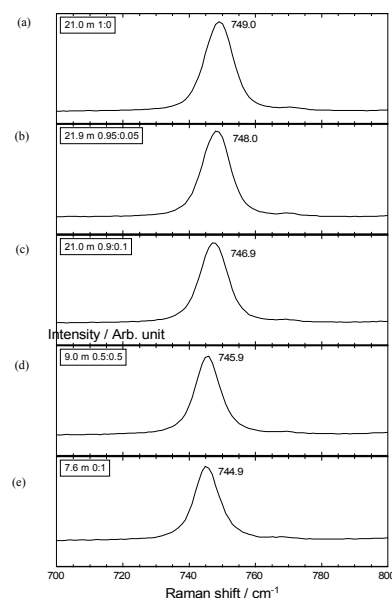 (a)
21.0 m 1:0
749.0
(b)
21.9 m 0.95:0.05
748.0
(c)
21.0 m 0.9:0.1
746.9
Intensity / Arb. unit
(d)
9.0 m 0.5:0.5
745.9
(e)
7.6 m 0:1
744.9
700 720 740 760 780 800
Raman shift / cm-1